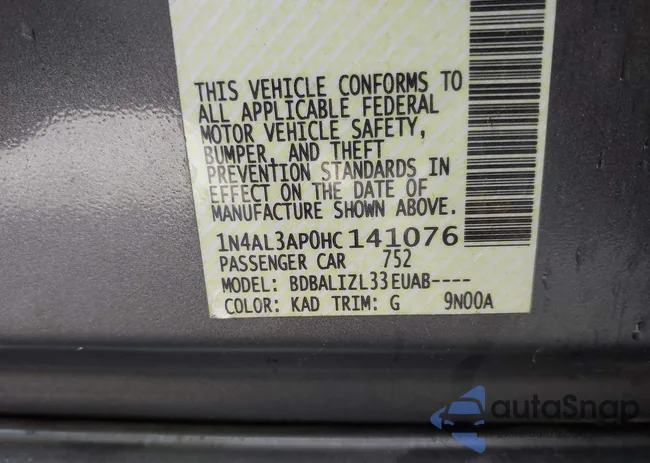 THIS VEHICLE CONFORMS TO
ALL APPLICABLE FEDERAL
MOTOR VEHICLE SAFETY,
BUMPER, AND THEFT
PREVENTION STANDARDS IN
EFFECT ON THE DATE OF
MANUFACTURE SHOWN ABOVE.
1N4AL3AP0HC141076
PASSENGER CAR 752
MODEL: BDBALIZL33EUAB----
COLOR: KAD TRIM: G 9N00A
autaSnap